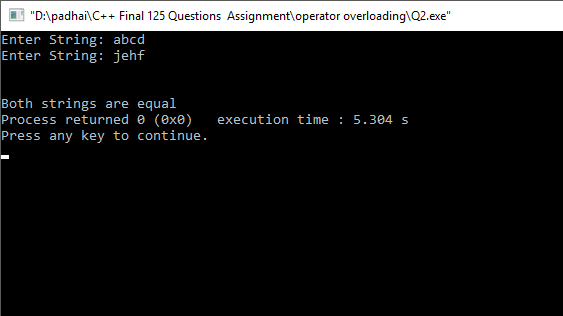 "D:\padhai\C++ Final 125 Questions  Assignment\operator overloading\Q2.exe"
Enter String: abcd
Enter String: jehf
Both strings are equal
Process returned 0 (0x0)   execution time : 5.304 s
Press any key to continue.